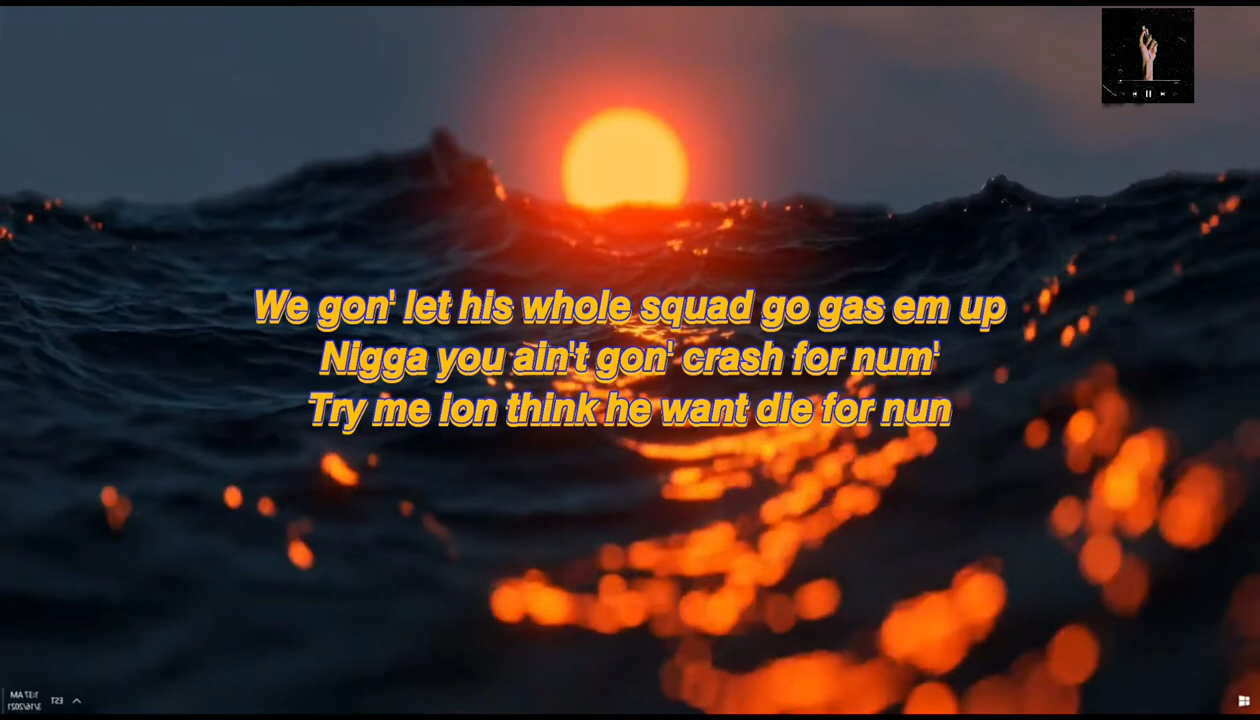 We gon' let his whole squad go gas em up
Nigga you ain't gon' crash for num'
Try me ion think he want die for nun